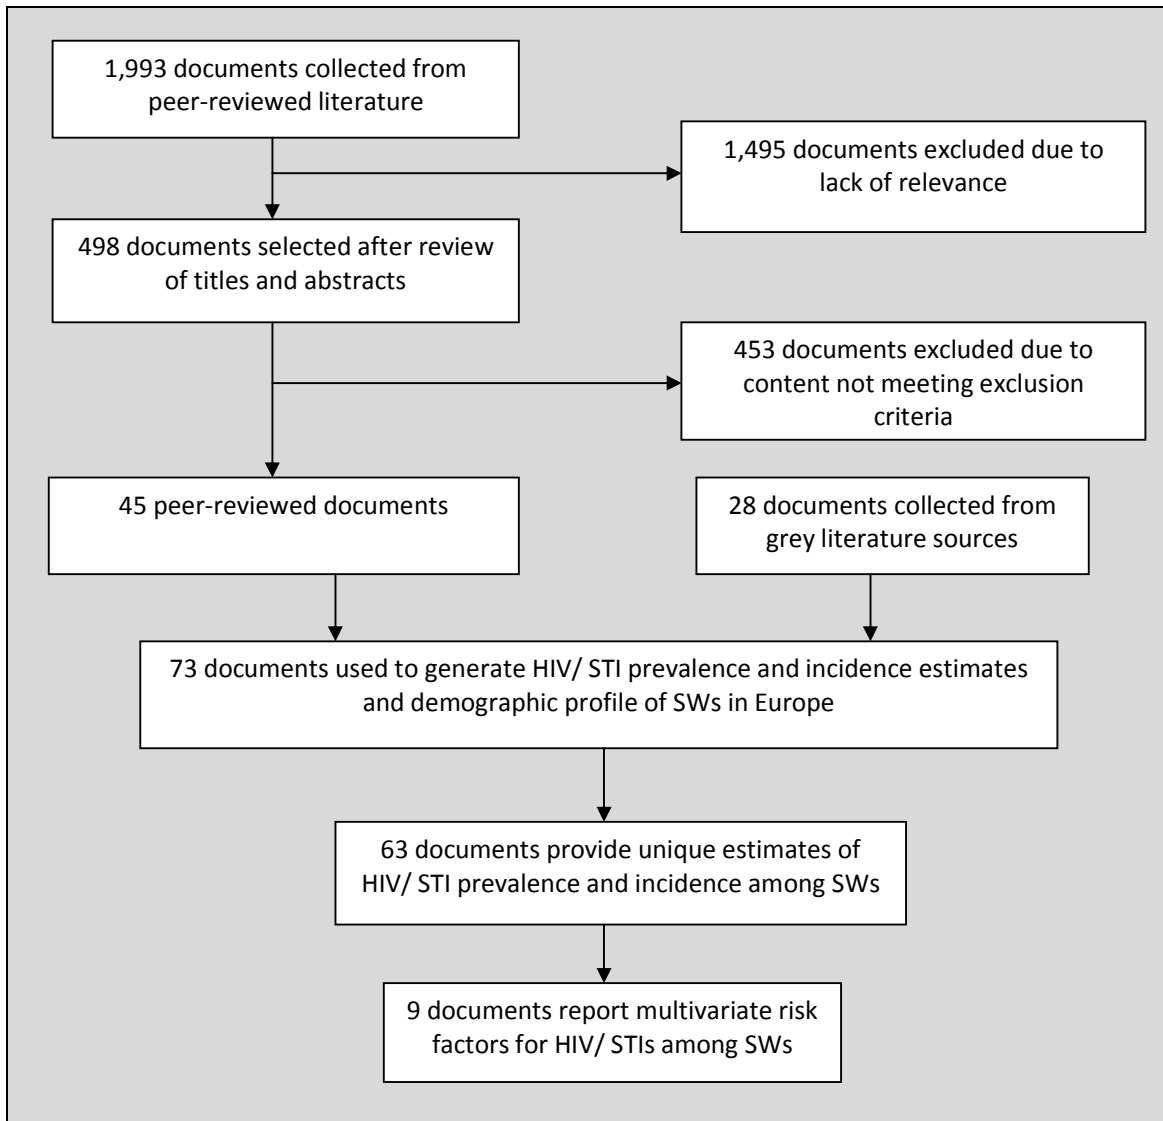 1,993 documents collected from
peer-reviewed literature
1,495 documents excluded due to
lack of relevance
498 documents selected after review
of titles and abstracts
453 documents excluded due to
content not meeting exclusion
criteria
45 peer-reviewed documents
28 documents collected from
grey literature sources
73 documents used to generate HIV/ STI prevalence and incidence estimates
and demographic profile of SWs in Europe
63 documents provide unique estimates of
HIV/ STI prevalence and incidence among SWs
9 documents report multivariate risk
factors for HIV/ STIs among SWs